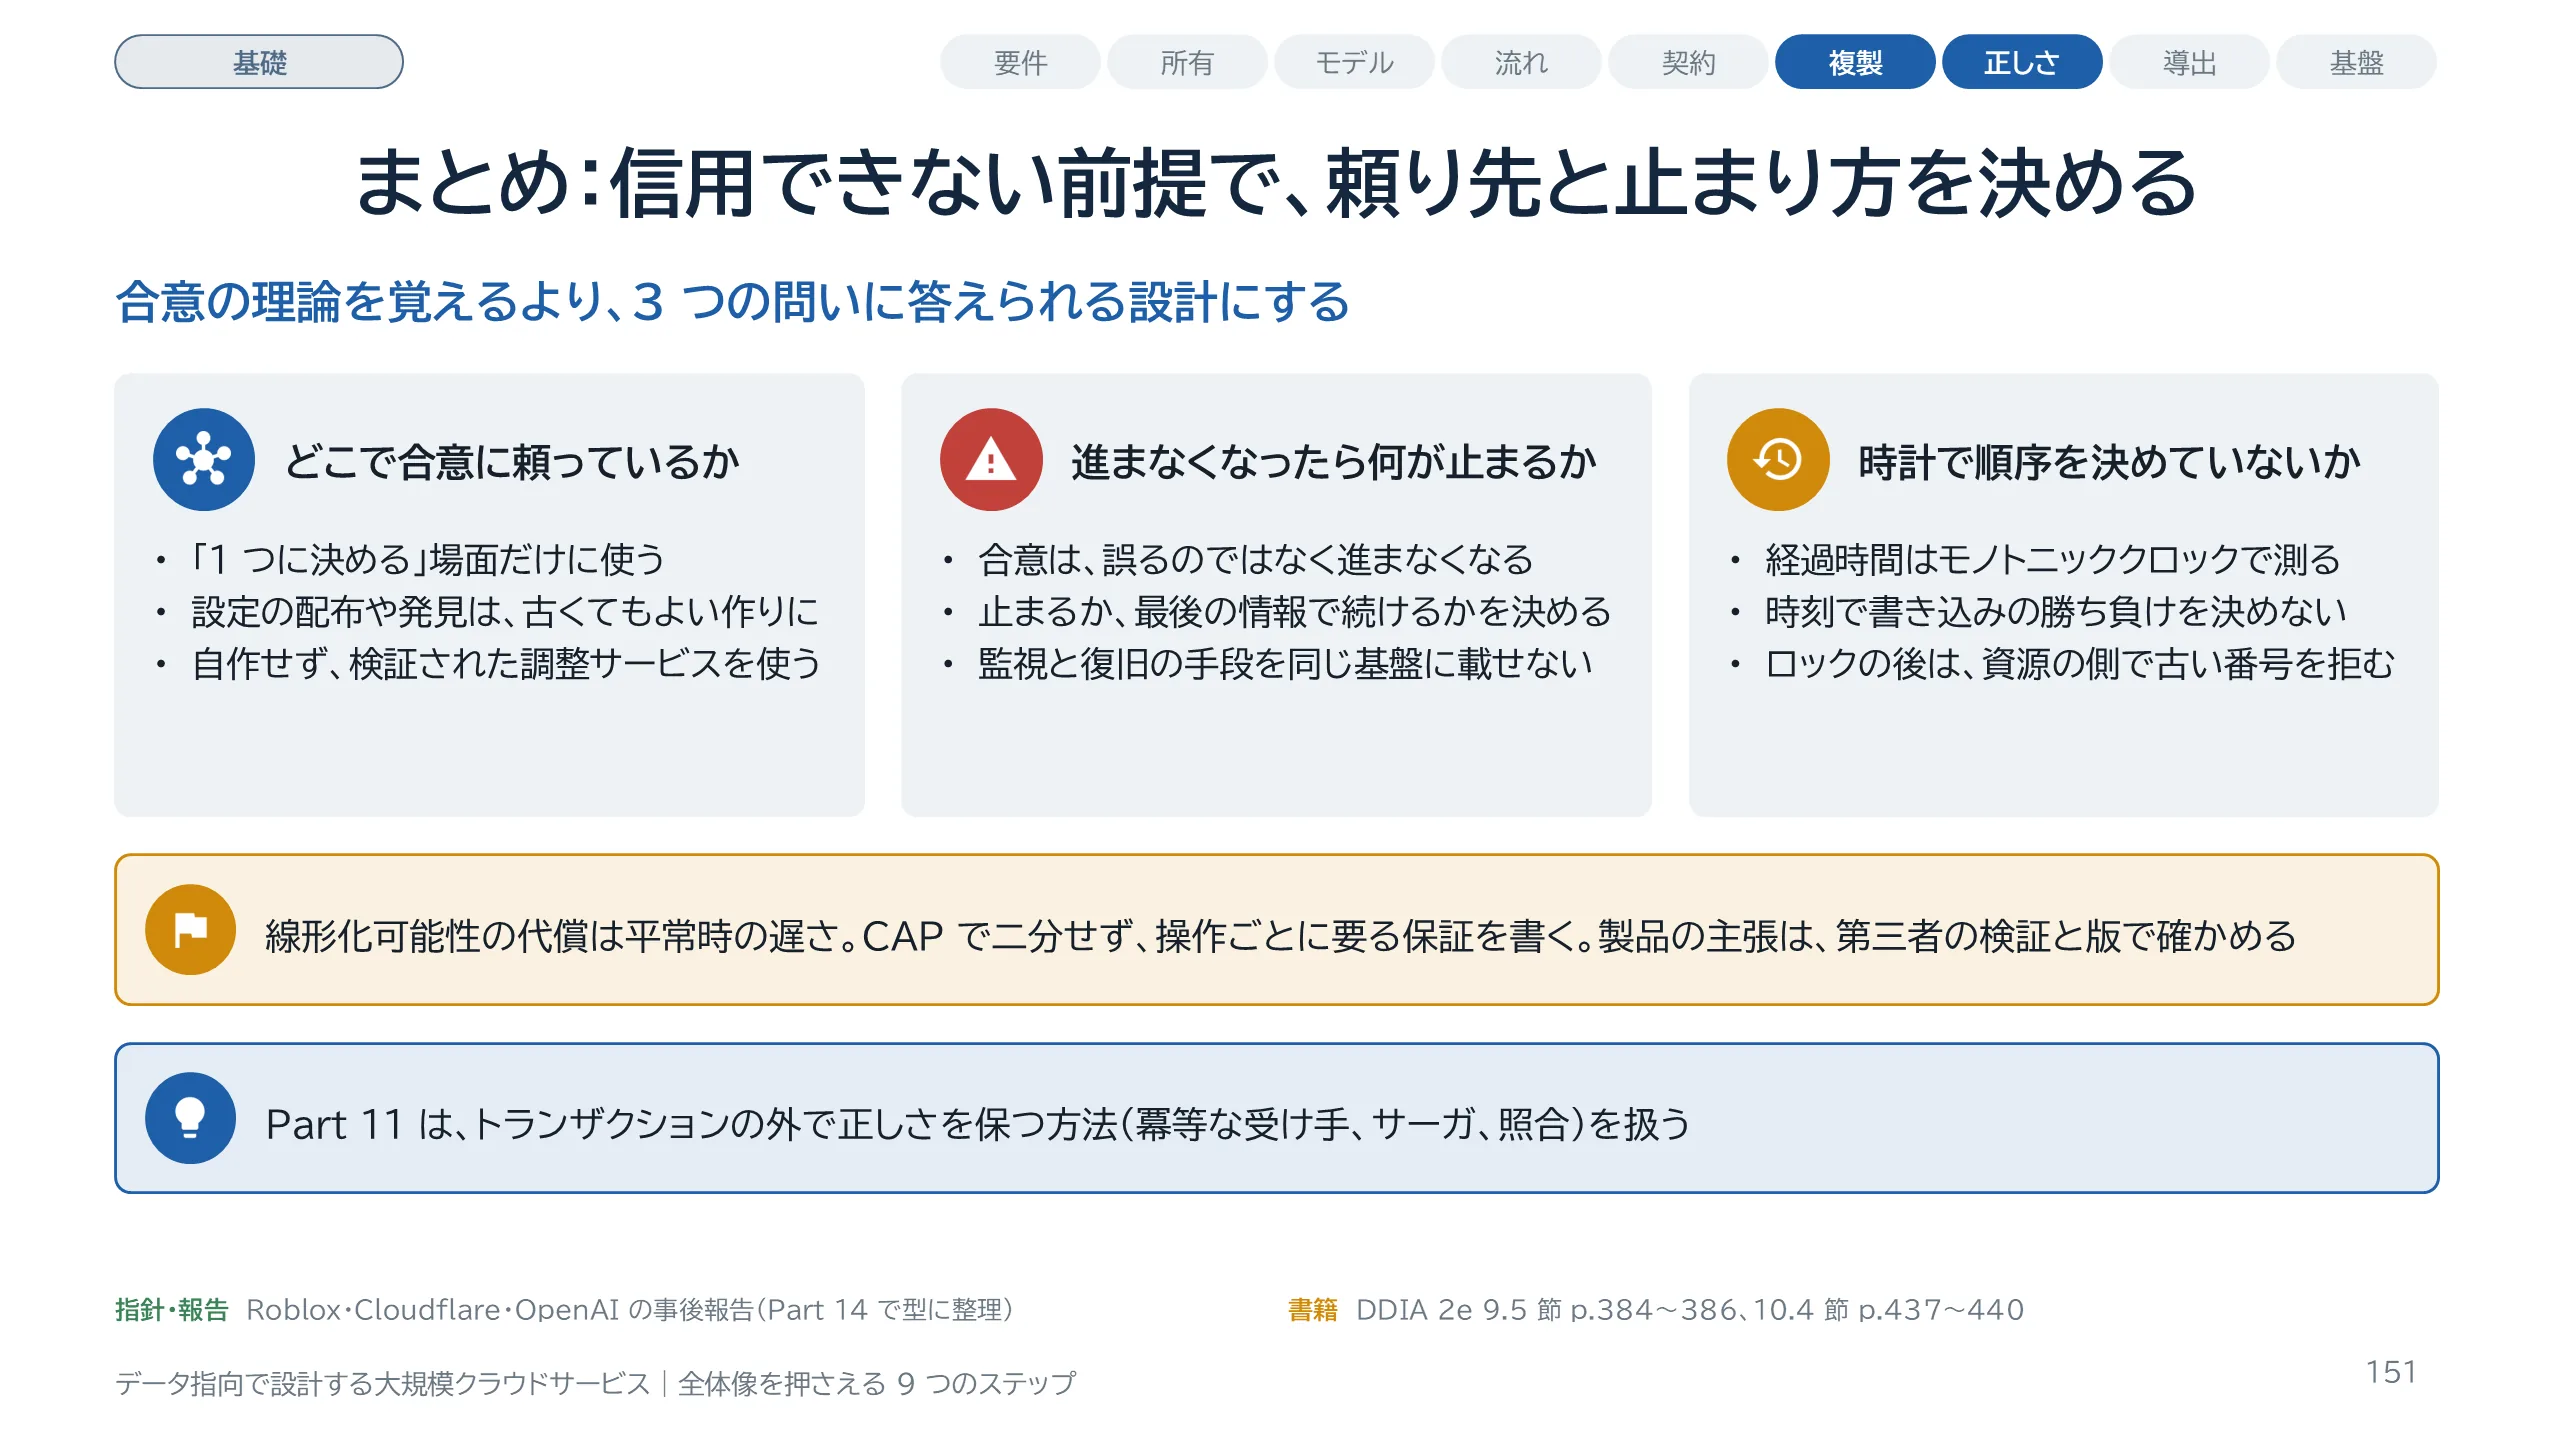 基礎
要件 所有 モデル 流れ 契約 複製 正しさ 導出 基盤
まとめ：信用できない前提で、頼り先と止まり方を決める
合意の理論を覚えるより、3 つの問いに答えられる設計にする
どこで合意に頼っているか
・「1 つに決める」場面だけに使う
・設定の配布や発見は、古くてもよい作りに
・自作せず、検証された調整サービスを使う
進まなくなったら何が止まるか
・合意は、誤るのではなく進まなくなる
・止まるか、最後の情報で続けるかを決める
・監視と復旧の手段を同じ基盤に載せない
時計で順序を決めていないか
・経過時間はモノトニッククロックで測る
・時刻で書き込みの勝ち負けを決めない
・ロックの後は、資源の側で古い番号を拒む
線形化可能性の代償は平常時の遅さ。CAP で二分せず、操作ごとに要る保証を書く。製品の主張は、第三者の検証と版で確かめる
Part 11 は、トランザクションの外で正しさを保つ方法（冪等な受け手、サーガ、照合）を扱う
指針・報告 Roblox・Cloudflare・OpenAI の事後報告（Part 14 で型に整理）
書籍 DDIA 2e 9.5 節 p.384〜386、10.4 節 p.437〜440
データ指向で設計する大規模クラウドサービス｜全体像を押さえる 9 つのステップ
151